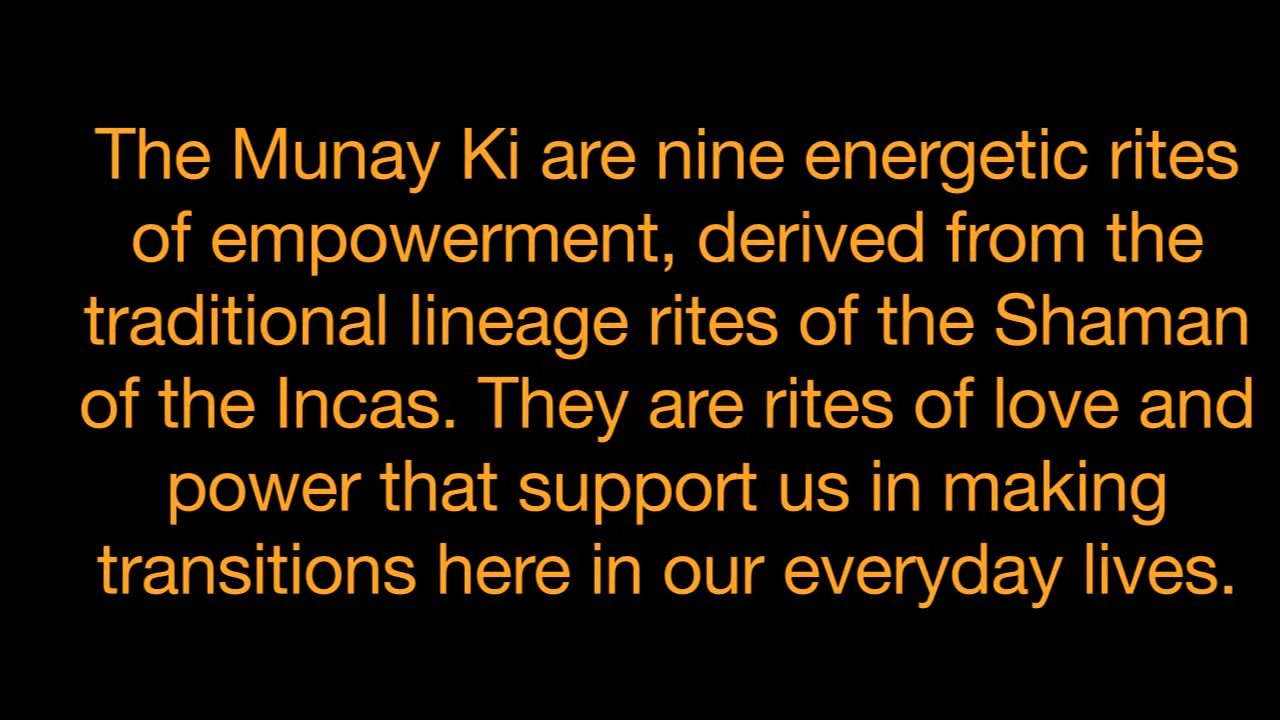 The Munay Ki are nine energetic rites
of empowerment, derived from the
traditional lineage rites of the Shaman
of the Incas. They are rites of love and
power that support us in making
transitions here in our everyday lives.